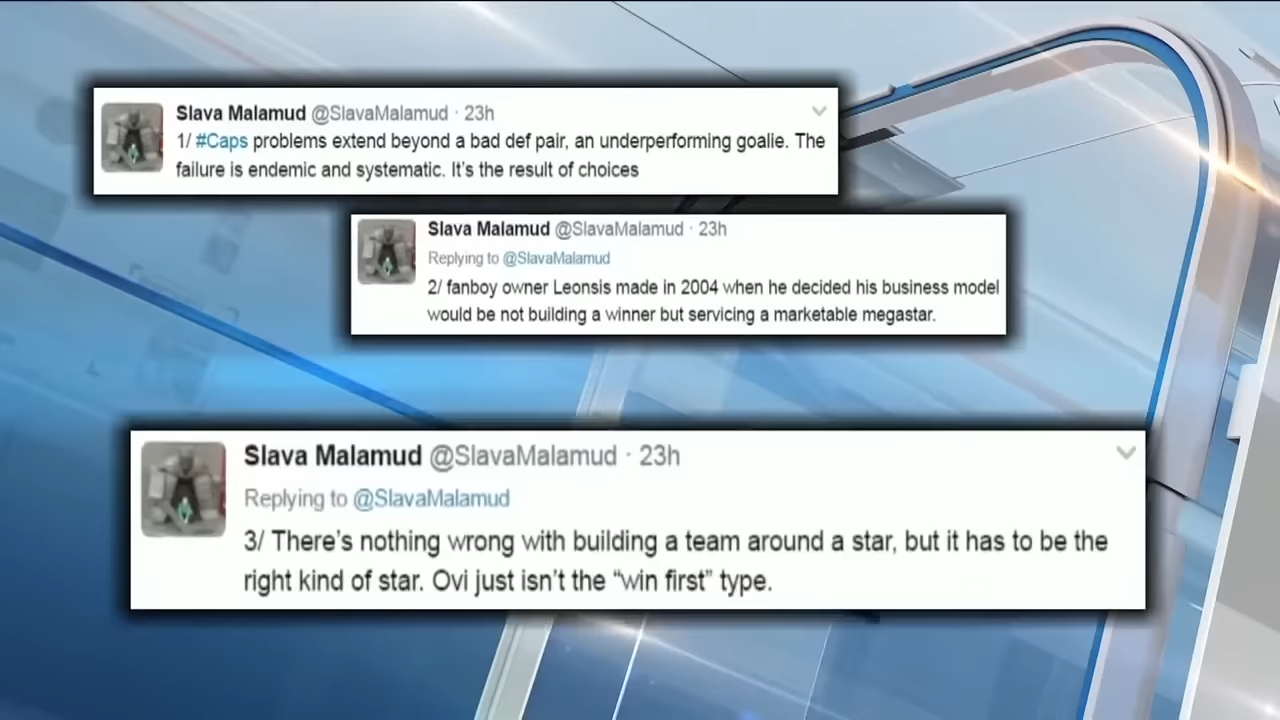 Slava Malamud @SlavaMalamud · 23h
1/ #Caps problems extend beyond a bad def pair, an underperforming goalie. The
failure is endemic and systematic. It's the result of choices
Slava Malamud @SlavaMalamud · 23h
Replying to @SlavaMalamud
2/ fanboy owner Leonsis made in 2004 when he decided his business model
would be not building a winner but servicing a marketable megastar.
Slava Malamud @SlavaMalamud · 23h
Replying to @SlavaMalamud
3/ There's nothing wrong with building a team around a star, but it has to be the
right kind of star. Ovi just isn't the “win first” type.